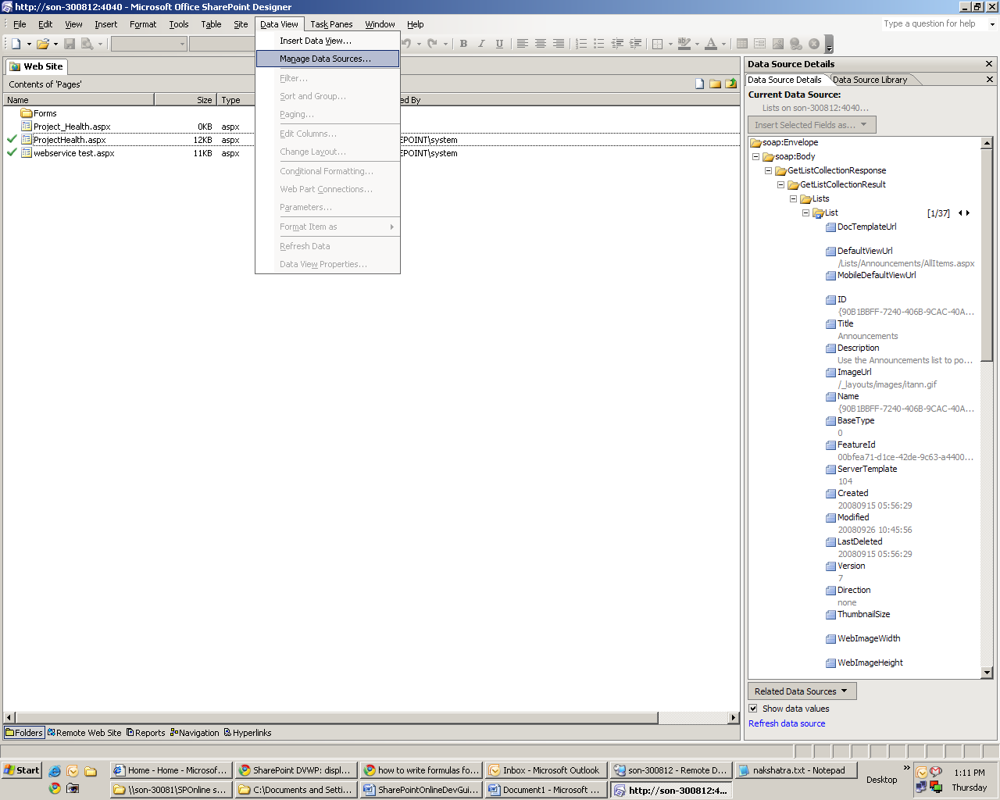 http://son-300812:4040 - Microsoft Office SharePoint Designer
File Edit View Insert Format Tools Table Site Data View Task Panes Window Help
Type a question for help
Insert Data View...
Manage Data Sources...
Filter...
Sort and Group...
Paging...
Edit Columns...
Change Layout...
Conditional Formatting...
Web Part Connections...
Parameters...
Format Item as
Refresh Data
Data View Properties...
Web Site
Contents of 'Pages'
Name Size Type ed By
Forms
Project_Health.aspx 0KB aspx
ProjectHealth.aspx 12KB aspx EPOINT\system
webservice test.aspx 11KB aspx EPOINT\system
Data Source Details
Data Source Details Data Source Library
Current Data Source:
Lists on son-300812:4040...
Insert Selected Fields as...
soap:Envelope
soap:Body
GetListCollectionResponse
GetListCollectionResult
Lists
List [1/37]
DocTemplateUrl
DefaultViewUrl
/Lists/Announcements/AllItems.aspx
MobileDefaultViewUrl
ID
{90B1BBFF-7240-406B-9CAC-40A...
Title
Announcements
Description
Use the Announcements list to po...
ImageUrl
/_layouts/images/itann.gif
Name
{90B1BBFF-7240-406B-9CAC-40A...
BaseType
0
FeatureId
00bfea71-d1ce-42de-9c63-a4400...
ServerTemplate
104
Created
20080915 05:56:29
Modified
20080926 10:45:56
LastDeleted
20080915 05:56:29
Version
7
Direction
none
ThumbnailSize
WebImageWidth
WebImageHeight
Related Data Sources
Show data values
Refresh data source
Folders Remote Web Site Reports Navigation Hyperlinks
Start Home - Home - Microsof... SharePoint DVWP: displ... how to write formulas fo... Inbox - Microsoft Outlook son-300812 - Remote D... nakshatra.txt - Notepad
\\son-30081\SPOnline s... C:\Documents and Setti... SharePointOnlineDevGui... Document1 - Microsoft ... http://son-300812:4...
Desktop
1:11 PM
Thursday